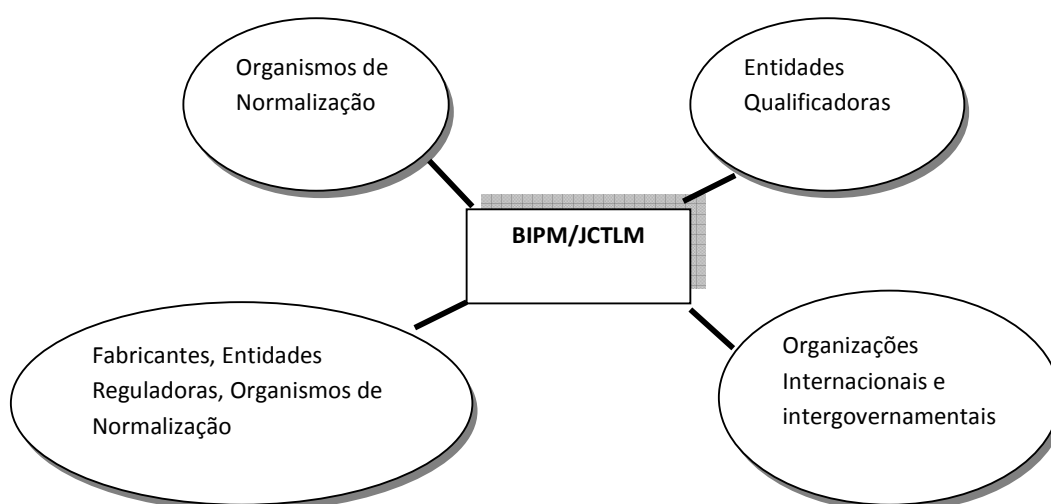 Organismos de
Normalização
Entidades
Qualificadoras
BIPM/JCTLM
Fabricantes, Entidades
Reguladoras, Organismos de
Normalização
Organizações
Internacionais e
intergovernamentais